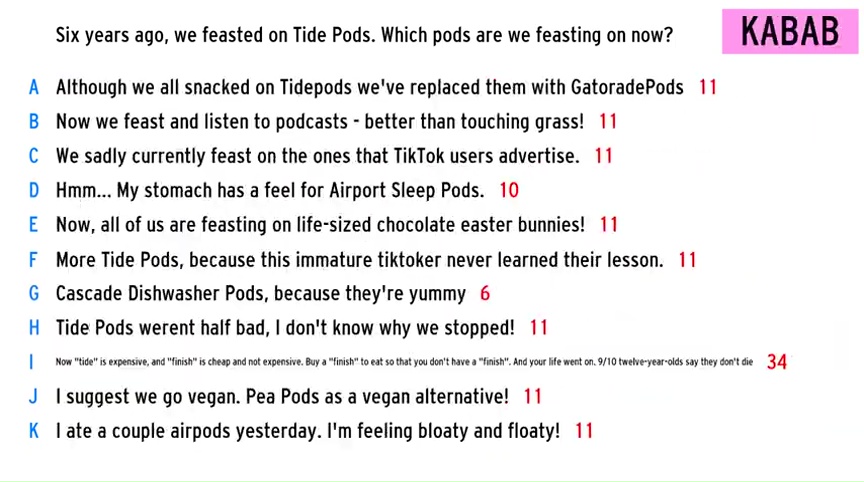 Six years ago, we feasted on Tide Pods. Which pods are we feasting on now?
KABAB
A Although we all snacked on Tidepods we've replaced them with GatoradePods 11
B Now we feast and listen to podcasts - better than touching grass! 11
C We sadly currently feast on the ones that TikTok users advertise. 11
D Hmm... My stomach has a feel for Airport Sleep Pods. 10
E Now, all of us are feasting on life-sized chocolate easter bunnies! 11
F More Tide Pods, because this immature tiktoker never learned their lesson. 11
G Cascade Dishwasher Pods, because they're yummy 6
H Tide Pods werent half bad, I don't know why we stopped! 11
I Now "tide" is expensive, and "finish" is cheap and not expensive. Buy a "finish" to eat so that you don't have a "finish". And your life went on. 9/10 twelve-year-olds say they don't die 34
J I suggest we go vegan. Pea Pods as a vegan alternative! 11
K I ate a couple airpods yesterday. I'm feeling bloaty and floaty! 11